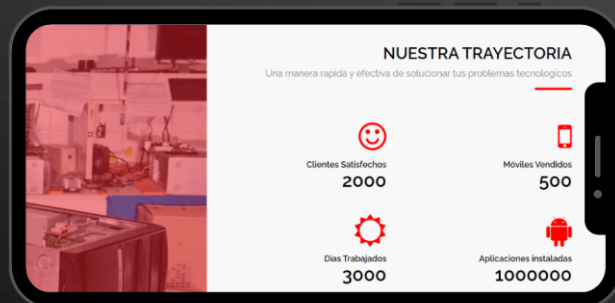 NUESTRA TRAYECTORIA
Una manera rapida y efectiva de solucionar tus problemas tecnologicos
Clientes Satisfechos
2000
Móviles Vendidos
500
Días Trabajados
3000
Aplicaciones instaladas
1000000